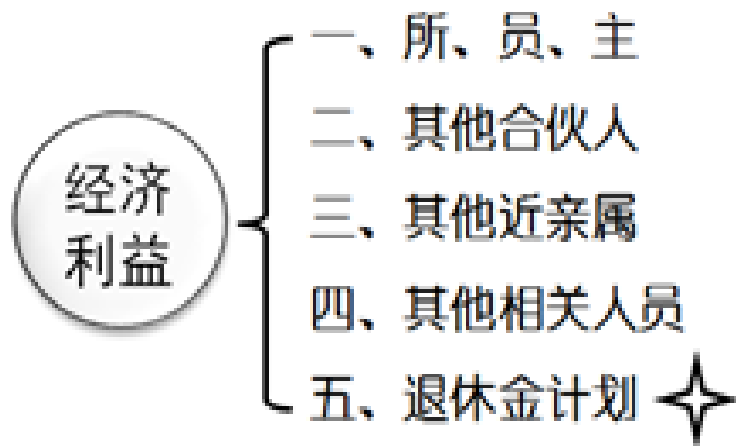 经济
利益
一、所、员、主
二、其他合伙人
三、其他近亲属
四、其他相关人员
五、退休金计划